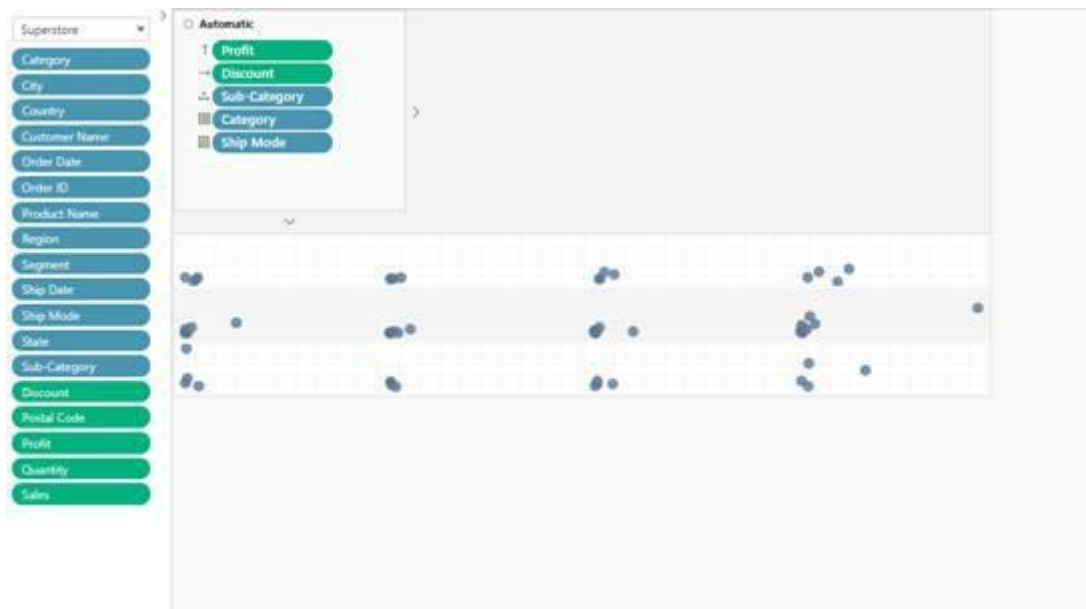 Superstore
Category
City
Country
Customer Name
Order Date
Order ID
Product Name
Region
Segment
Ship Date
Ship Mode
State
Sub-Category
Discount
Postal Code
Profit
Quantity
Sales
Automatic
Profit
Discount
Sub-Category
Category
Ship Mode